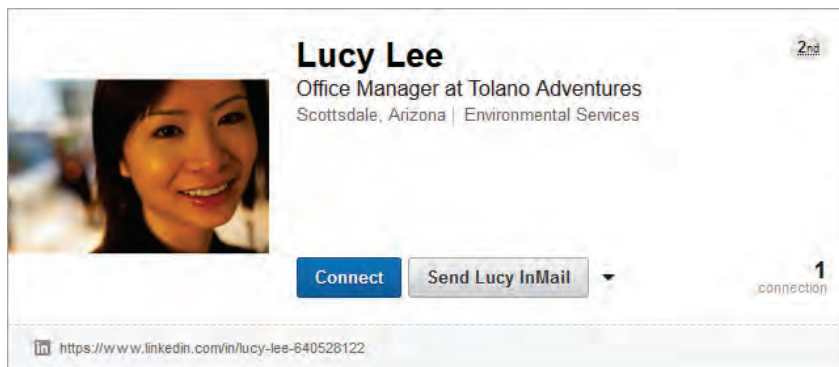 Lucy Lee
2nd
Office Manager at Tolano Adventures
Scottsdale, Arizona | Environmental Services
Connect
Send Lucy InMail
1
connection
in
https://www.linkedin.com/in/lucy-lee-640528122